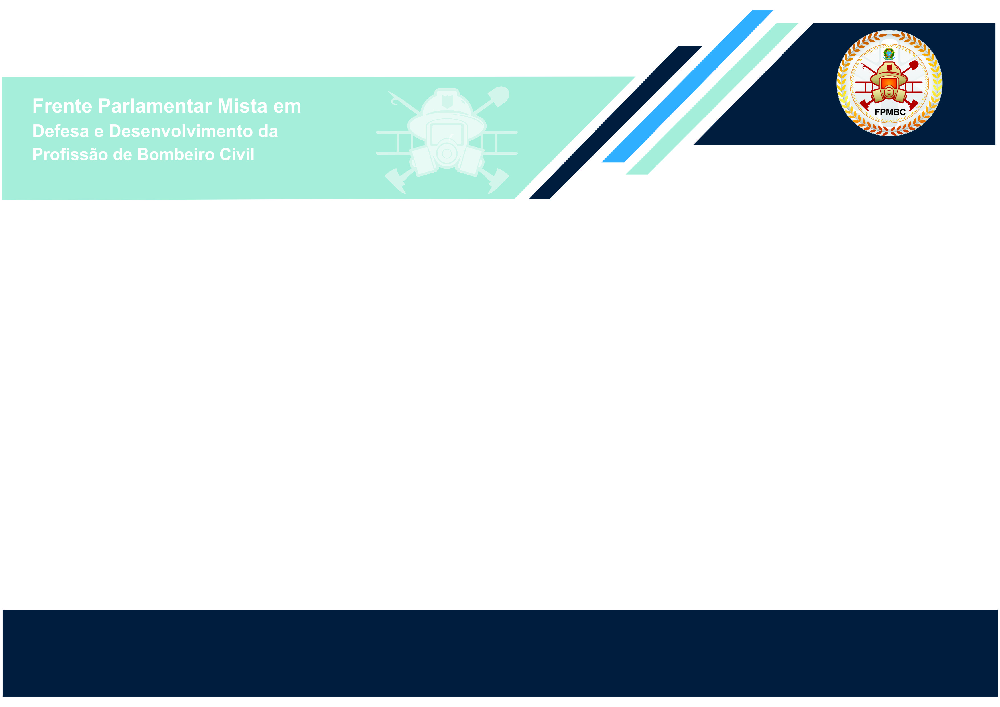 Frente Parlamentar Mista em
Defesa e Desenvolvimento da
Profissão de Bombeiro Civil
FPMBC